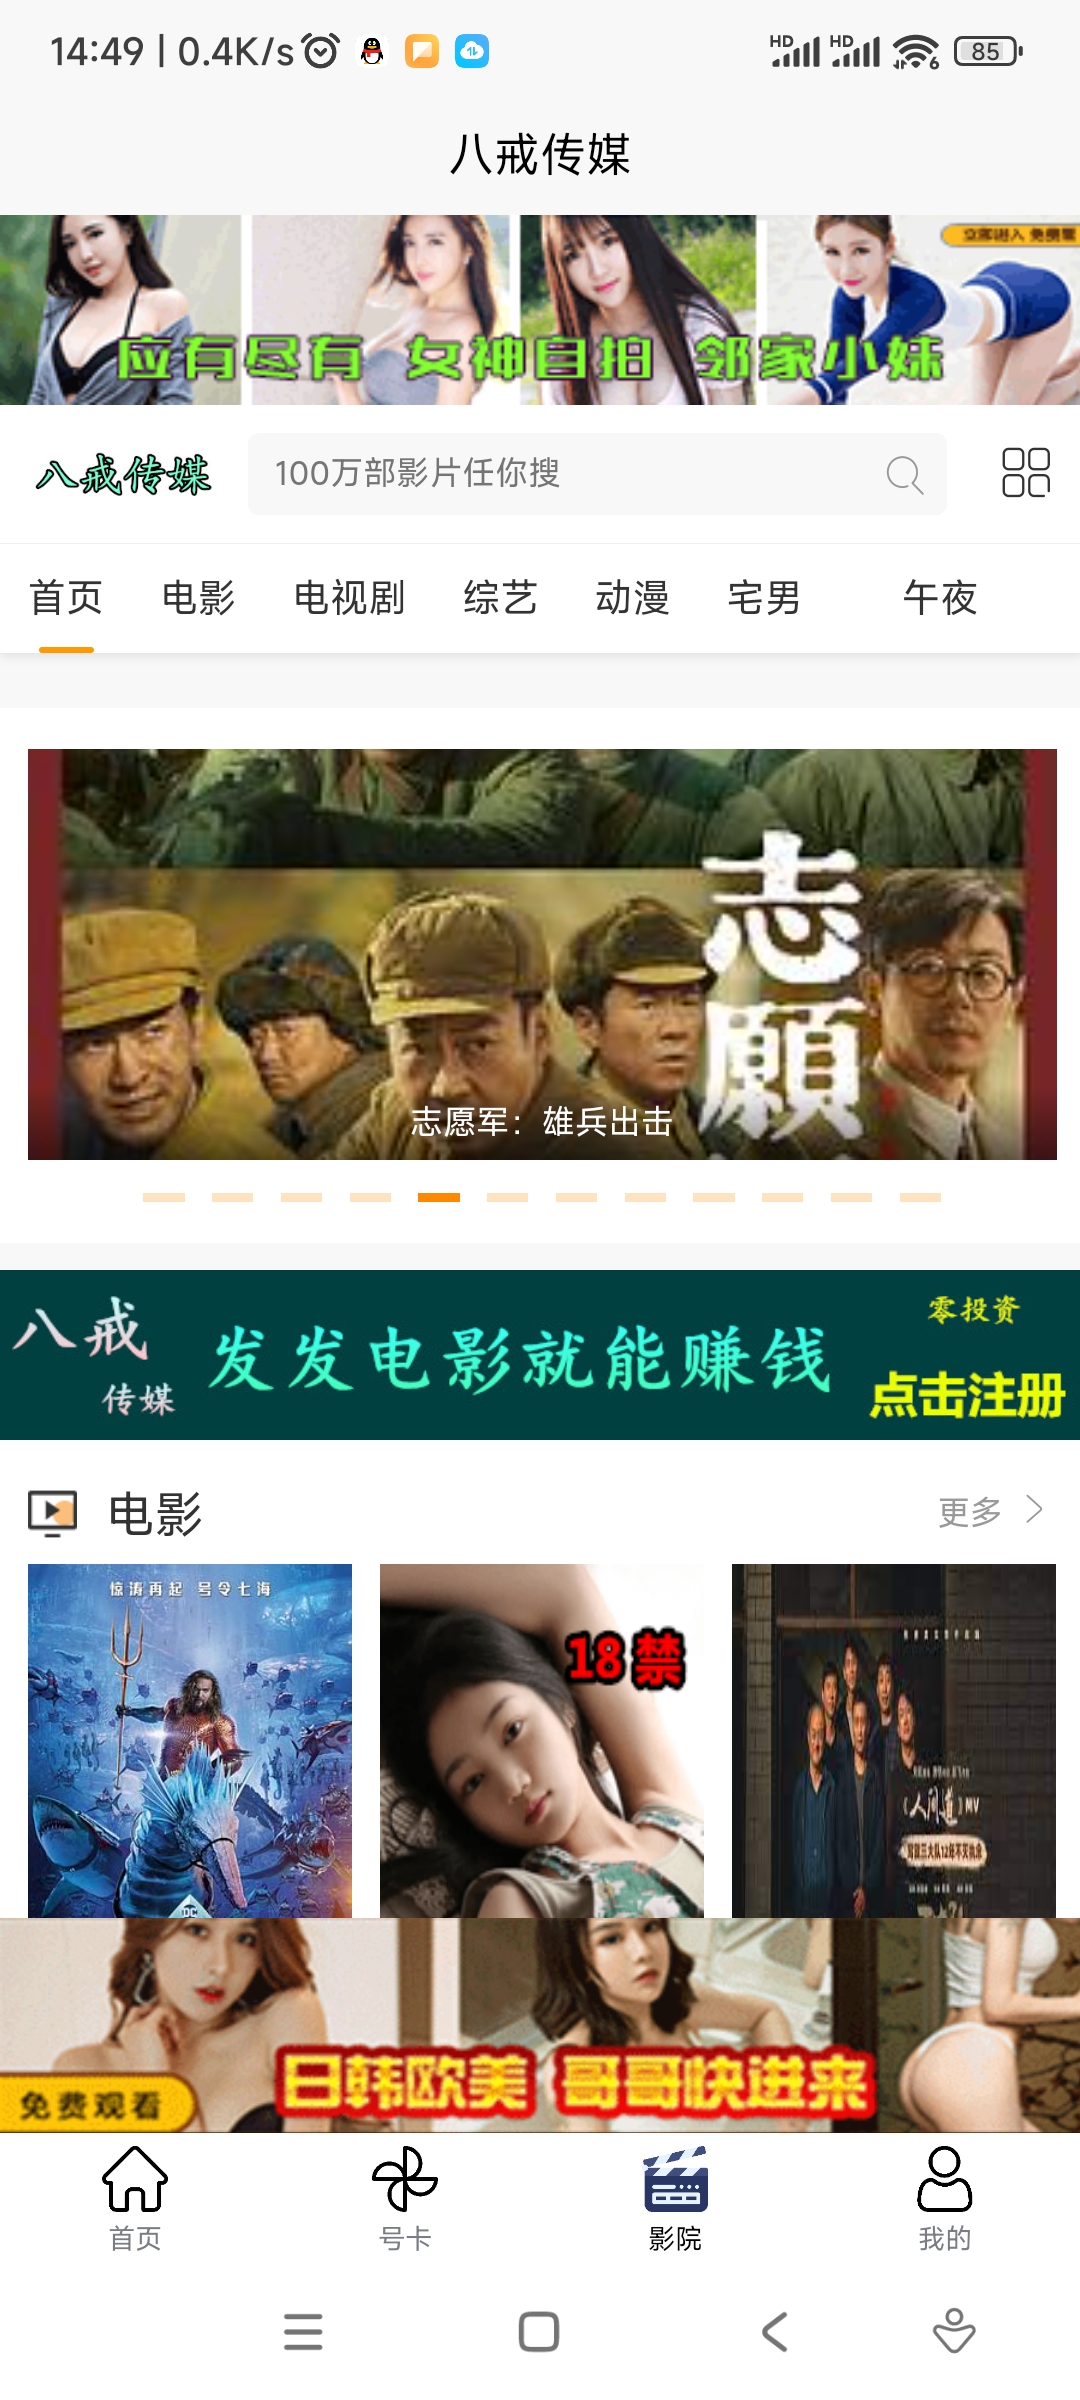 14:49 | 0.4K/s
HD HD 6 85
八戒传媒
立即进入 免费观看
应有尽有 女神自拍 邻家小妹
八戒传媒 100万部影片任你搜
首页 电影 电视剧 综艺 动漫 宅男 午夜
志愿
志愿军：雄兵出击
八戒 传媒 发发电影就能赚钱 零投资
点击注册
电影 更多
惊涛再起 号令七海
18禁
《人间道》MV
DC
日韩欧美 哥哥快进来
免费观看
首页 号卡 影院 我的